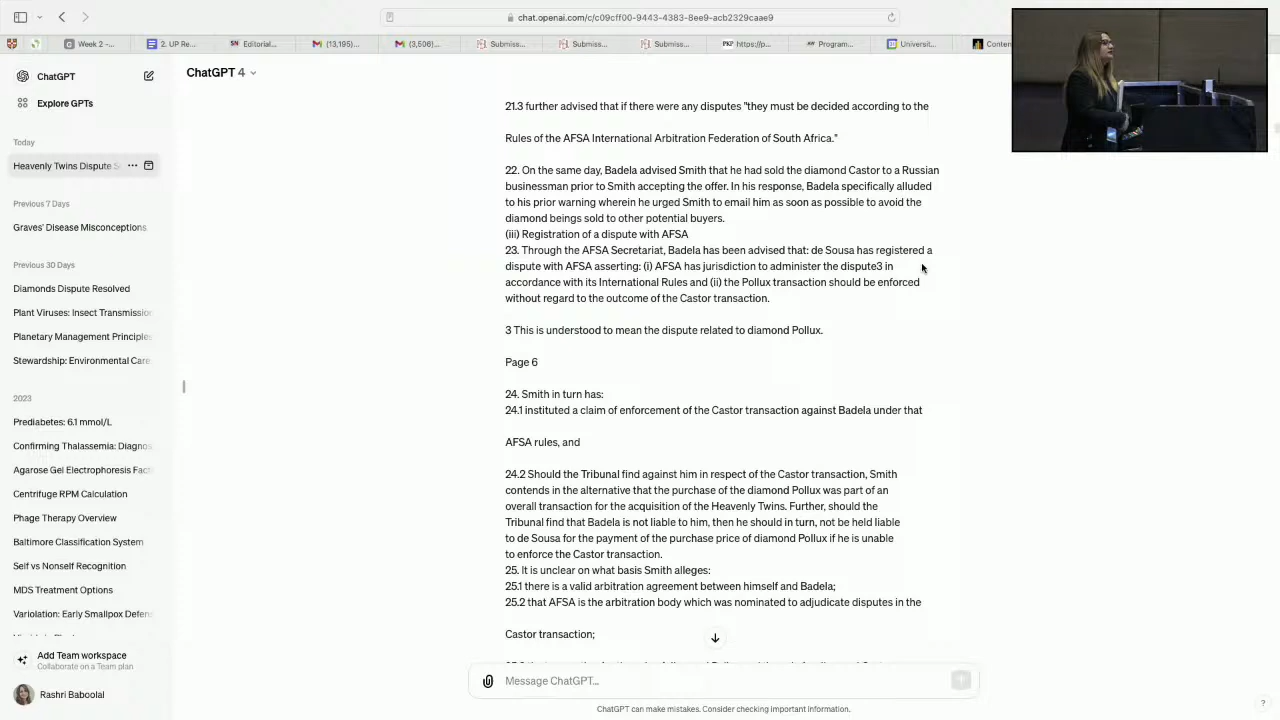 chat.openai.com/c/c09cff00-9443-4383-8ee9-acb2329caae9
Week 2 -...
2. UP Re...
Editorial...
(13,195)...
(3,506)...
Submiss...
Submiss...
Submiss...
https://p...
Program...
Universit...
Conten
ChatGPT
Explore GPTs
Today
Heavenly Twins Dispute S
Previous 7 Days
Graves' Disease Misconceptions
Previous 30 Days
Diamonds Dispute Resolved
Plant Viruses: Insect Transmission
Planetary Management Principles
Stewardship: Environmental Care
2023
Prediabetes: 6.1 mmol/L
Confirming Thalassemia: Diagnos
Agarose Gel Electrophoresis Fact
Centrifuge RPM Calculation
Phage Therapy Overview
Baltimore Classification System
Self vs Nonself Recognition
MDS Treatment Options
Variolation: Early Smallpox Defens
Add Team workspace
Collaborate on a Team plan
Rashri Baboolal
ChatGPT 4
21.3 further advised that if there were any disputes "they must be decided according to the
Rules of the AFSA International Arbitration Federation of South Africa."
22. On the same day, Badela advised Smith that he had sold the diamond Castor to a Russian
businessman prior to Smith accepting the offer. In his response, Badela specifically alluded
to his prior warning wherein he urged Smith to email him as soon as possible to avoid the
diamond beings sold to other potential buyers.
(iii) Registration of a dispute with AFSA
23. Through the AFSA Secretariat, Badela has been advised that: de Sousa has registered a
dispute with AFSA asserting: (i) AFSA has jurisdiction to administer the dispute3 in
accordance with its International Rules and (ii) the Pollux transaction should be enforced
without regard to the outcome of the Castor transaction.
3 This is understood to mean the dispute related to diamond Pollux.
Page 6
24. Smith in turn has:
24.1 instituted a claim of enforcement of the Castor transaction against Badela under that
AFSA rules, and
24.2 Should the Tribunal find against him in respect of the Castor transaction, Smith
contends in the alternative that the purchase of the diamond Pollux was part of an
overall transaction for the acquisition of the Heavenly Twins. Further, should the
Tribunal find that Badela is not liable to him, then he should in turn, not be held liable
to de Sousa for the payment of the purchase price of diamond Pollux if he is unable
to enforce the Castor transaction.
25. It is unclear on what basis Smith alleges:
25.1 there is a valid arbitration agreement between himself and Badela;
25.2 that AFSA is the arbitration body which was nominated to adjudicate disputes in the
Castor transaction;
Message ChatGPT...
ChatGPT can make mistakes. Consider checking important information.
?